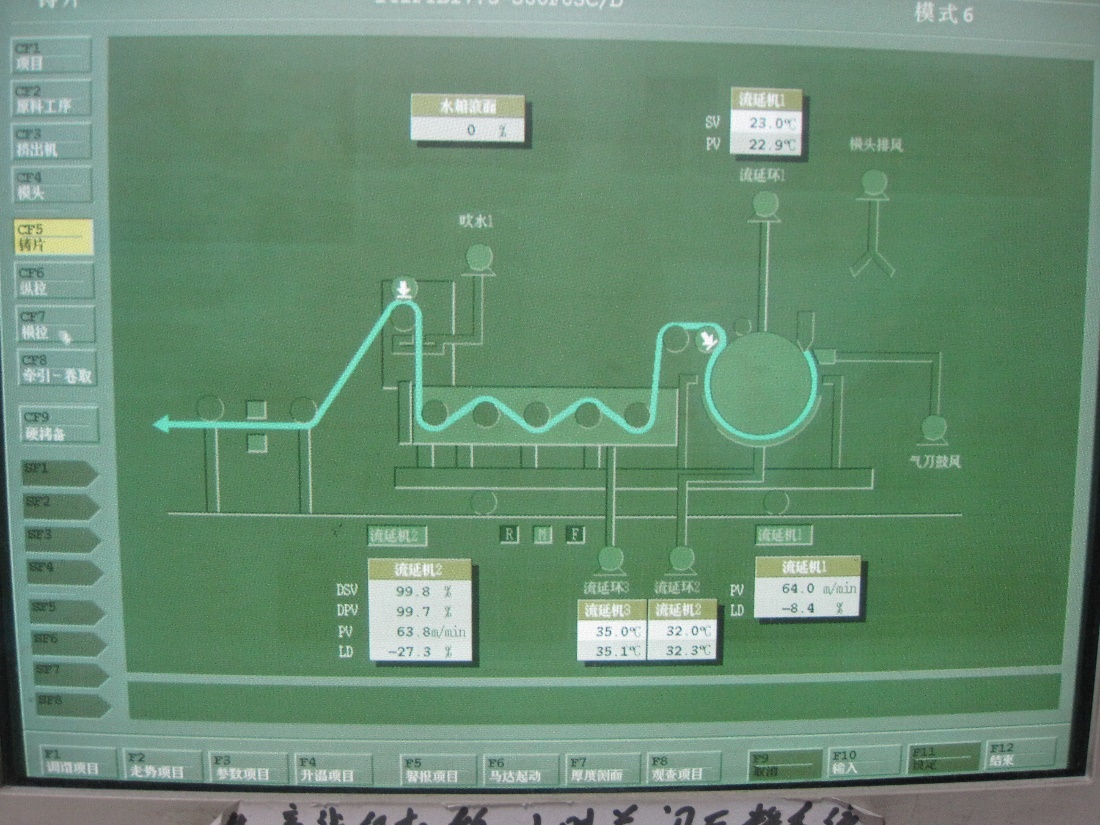 铸片
模式6
CF1
项目
CF2
原料工序
CF3
挤出机
CF4
模头
CF5
铸片
CF6
纵拉
CF7
横拉
CF8
牵引-卷取
CF9
硬拷备
SF1
SF2
SF3
SF4
SF5
SF6
SF7
SF8
水箱液面
0 %
流延机1
SV 23.0℃
PV 22.9℃
流延环1
模头排风
吹水1
气刀鼓风
流延机2
R M F
流延机1
流延机2
DSV 99.8 %
DPV 99.7 %
PV 63.8m/min
LD -27.3 %
流延环3 流延环2
流延机3 流延机2
35.0℃ 32.0℃
35.1℃ 32.3℃
流延机1
PV 64.0 m/min
LD -8.4 %
F1
调谐项目
F2
走势项目
F3
参数项目
F4
升温项目
F5
警报项目
F6
马达起动
F7
厚度剖面
F8
观查项目
F9
取消
F10
输入
F11
设定
F12
结束